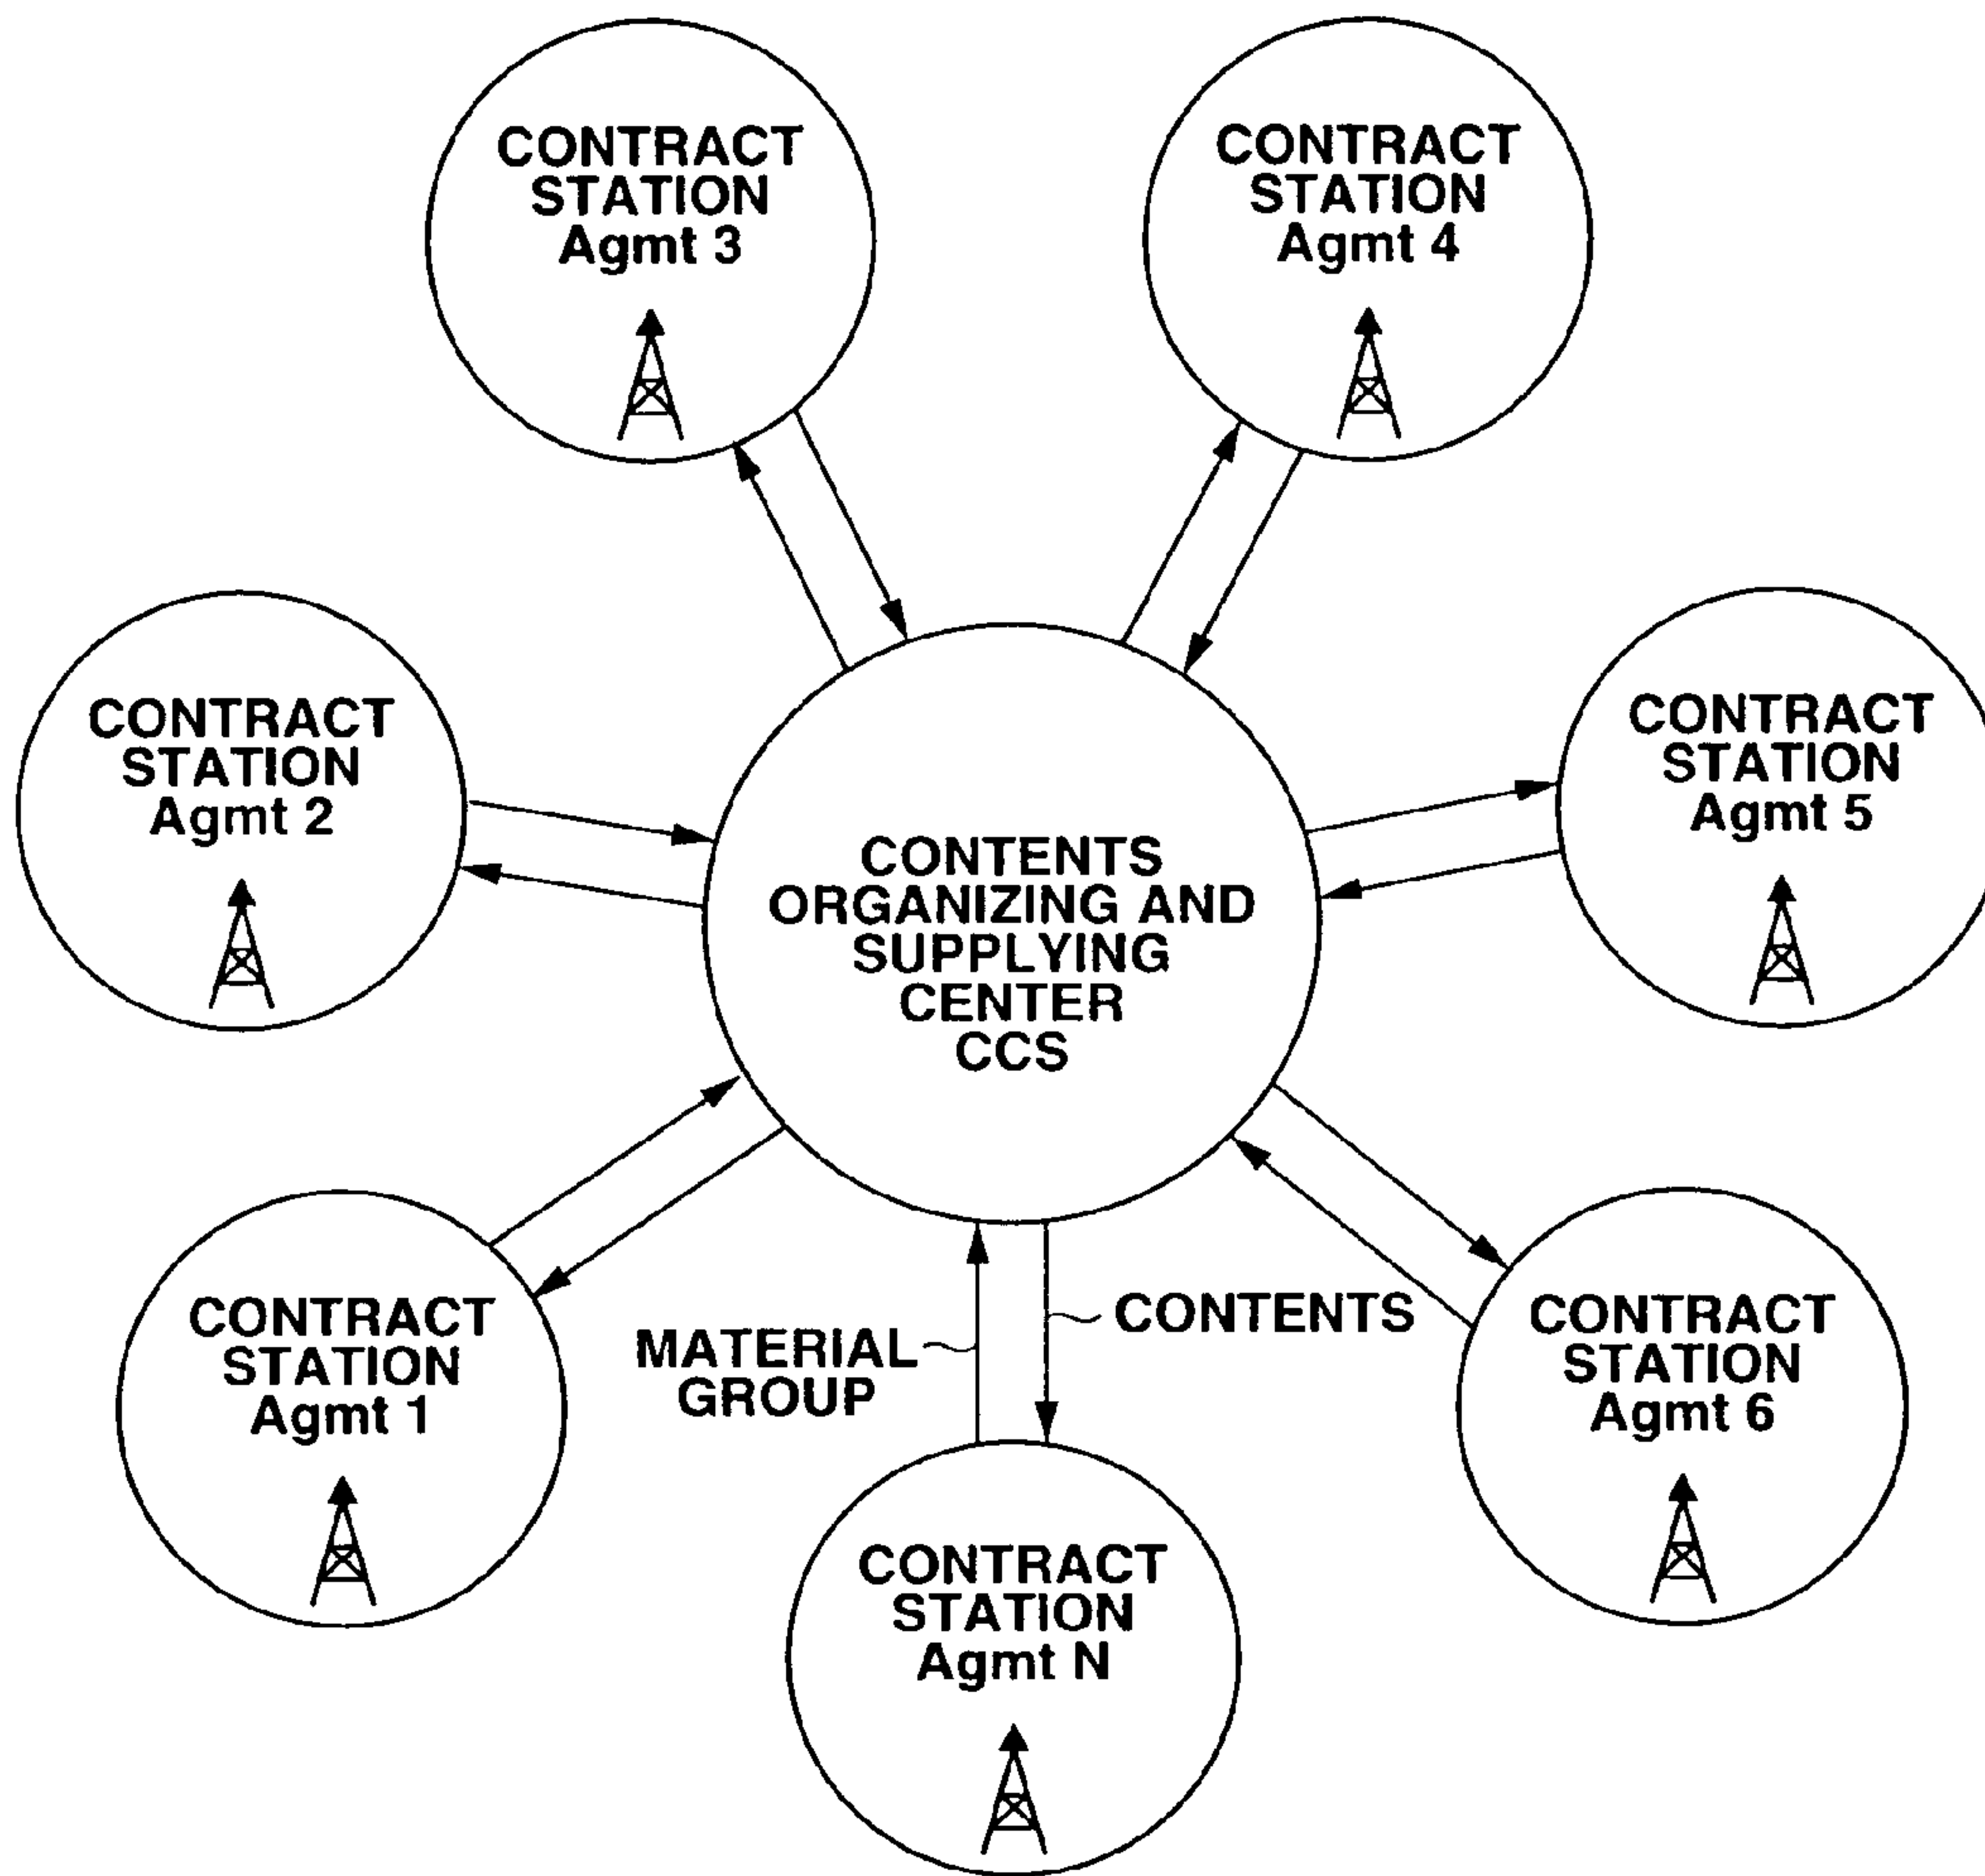 CONTRACT
STATION
Agmt 3
CONTRACT
STATION
Agmt 4
CONTRACT
STATION
Agmt 2
CONTRACT
STATION
Agmt 5
CONTENTS
ORGANIZING AND
SUPPLYING
CENTER
CCS
CONTRACT
STATION
Agmt 1
MATERIAL
GROUP
CONTENTS
CONTRACT
STATION
Agmt 6
CONTRACT
STATION
Agmt N